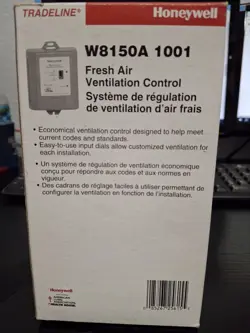 TRADELINE®
Honeywell
W8150A 1001
Fresh Air
Ventilation Control
Système de régulation
de ventilation d'air frais
• Economical ventilation control designed to help meet
current codes and standards.
• Easy-to-use input dials allow customized ventilation for
each installation.
• Un système de régulation de ventilation économique
conçu pour répondre aux codes et aux normes en
vigueur.
• Des cadrans de réglage faciles à utiliser permettant de
configurer la ventilation en fonction de l'installation.
Honeywell